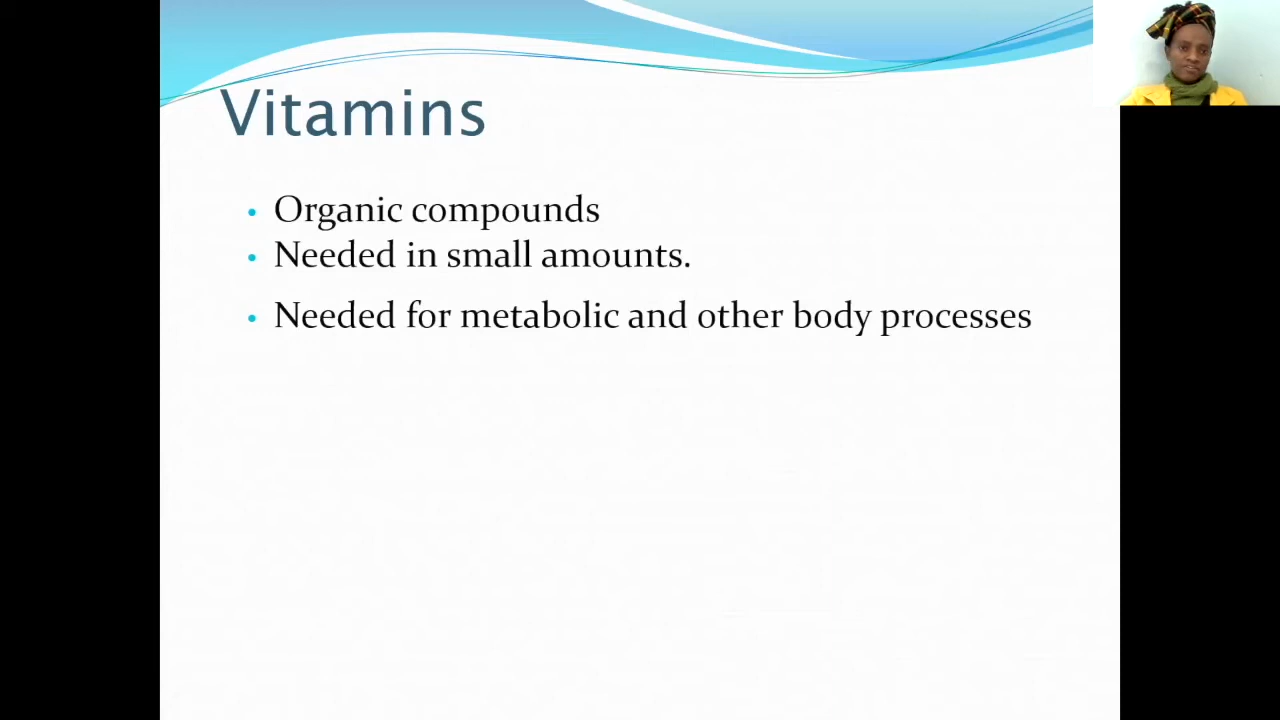 Vitamins
Organic compounds
Needed in small amounts.
Needed for metabolic and other body processes